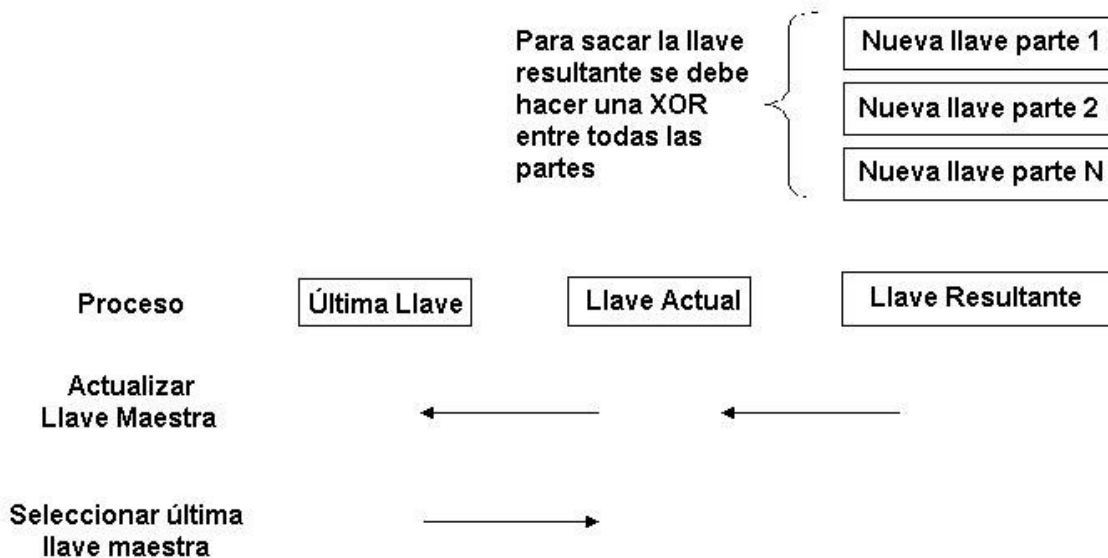 Para sacar la llave
resultante se debe
hacer una XOR
entre todas las
partes
Nueva llave parte 1
Nueva llave parte 2
Nueva llave parte N
Proceso
Última Llave
Llave Actual
Llave Resultante
Actualizar
Llave Maestra
Seleccionar última
llave maestra